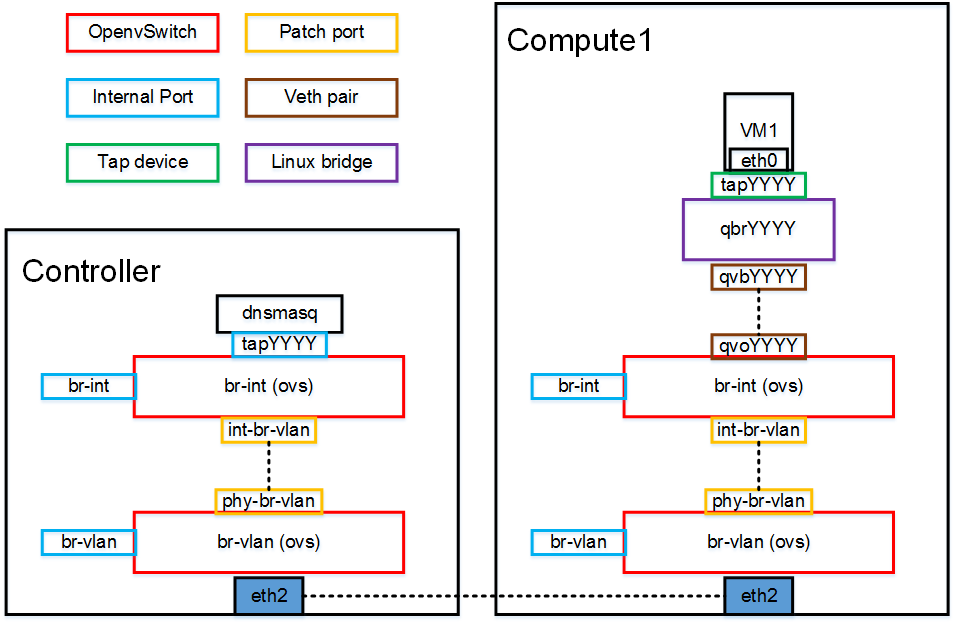 OpenvSwitch
Patch port
Internal Port
Veth pair
Tap device
Linux bridge
Controller
dnsmasq
tapYYYY
br-int
br-int (ovs)
int-br-vlan
phy-br-vlan
br-vlan
br-vlan (ovs)
eth2
Compute1
VM1
eth0
tapYYYY
qbrYYYY
qvbYYYY
qvoYYYY
br-int
br-int (ovs)
int-br-vlan
phy-br-vlan
br-vlan
br-vlan (ovs)
eth2